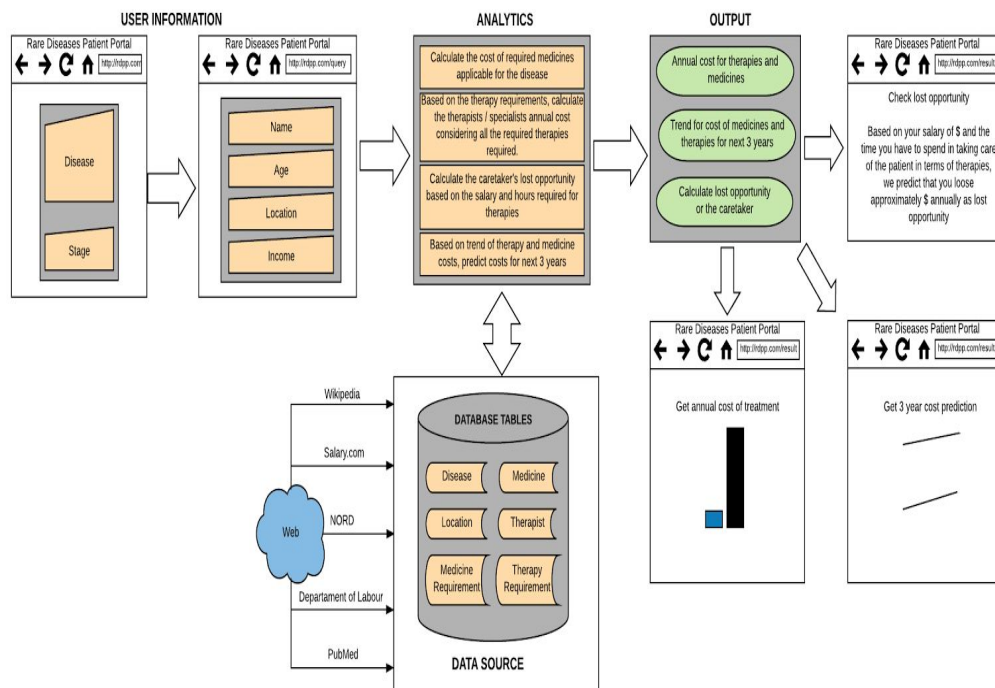 USER INFORMATION
ANALYTICS
OUTPUT
Rare Diseases Patient Portal
http://rdpp.com
Disease
Stage
Rare Diseases Patient Portal
http://rdpp.com/query
Name
Age
Location
Income
Calculate the cost of required medicines
applicable for the disease
Based on the therapy requirements, calculate
the therapists / specialists annual cost
considering all the required therapies
required.
Calculate the caretaker's lost opportunity
based on the salary and hours required for
therapies
Based on trend of therapy and medicine
costs, predict costs for next 3 years
Annual cost for therapies and
medicines
Trend for cost of medicines and
therapies for next 3 years
Calculate lost opportunity
or the caretaker
Rare Diseases Patient Portal
http://rdpp.com/result
Check lost opportunity
Based on your salary of $ and the
time you have to spend in taking care
of the patient in terms of therapies,
we predict that you loose
approximately $ annually as lost
opportunity
Rare Diseases Patient Portal
http://rdpp.com/result
Get annual cost of treatment
Rare Diseases Patient Portal
http://rdpp.com/result
Get 3 year cost prediction
Web
Wikipedia
Salary.com
NORD
Departament of Labour
PubMed
DATABASE TABLES
Disease
Medicine
Location
Therapist
Medicine
Requirement
Therapy
Requirement
DATA SOURCE